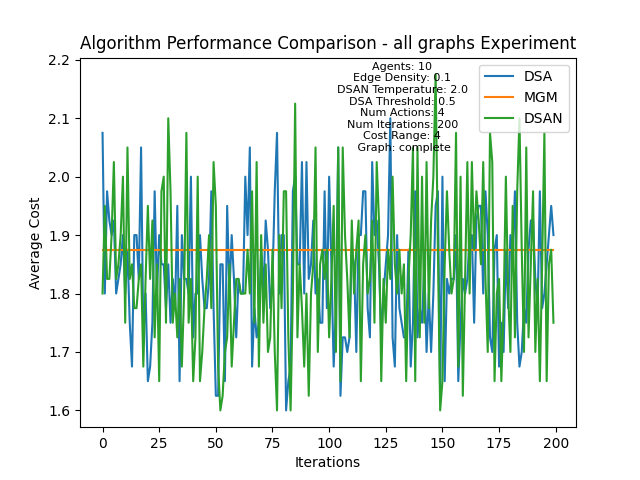 Algorithm Performance Comparison - all graphs Experiment
Agents: 10
Edge Density: 0.1
DSAN Temperature: 2.0
DSA Threshold: 0.5
Num Actions: 4
Num Iterations: 200
Cost Range: 4
Graph: complete
DSA
MGM
DSAN
2.2
2.1
2.0
1.9
1.8
1.7
1.6
Average Cost
0 25 50 75 100 125 150 175 200
Iterations